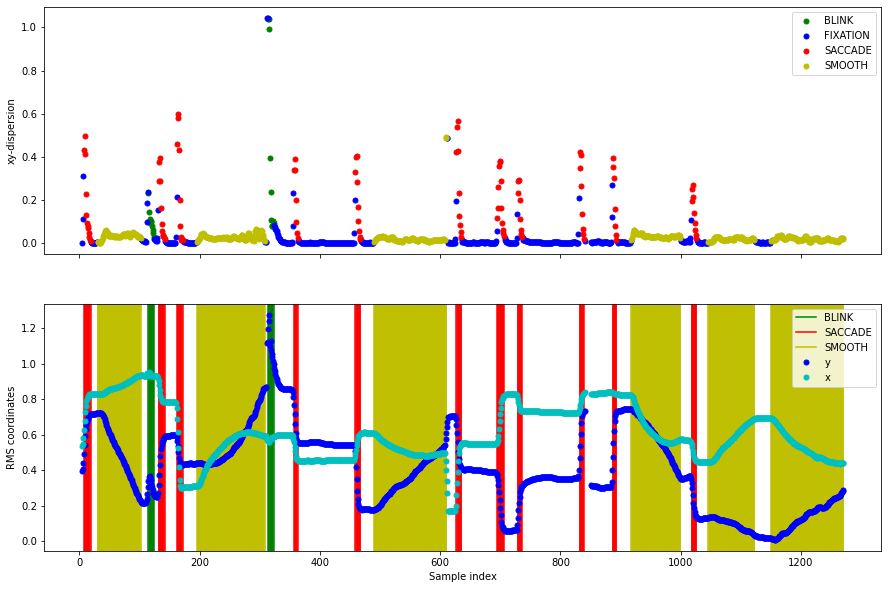 1.0
0.8
0.6
0.4
0.2
0.0
xy-dispersion
BLINK
FIXATION
SACCADE
SMOOTH
1.2
1.0
0.8
0.6
0.4
0.2
0.0
RMS coordinates
BLINK
SACCADE
SMOOTH
y
x
0 200 400 600 800 1000 1200
Sample index